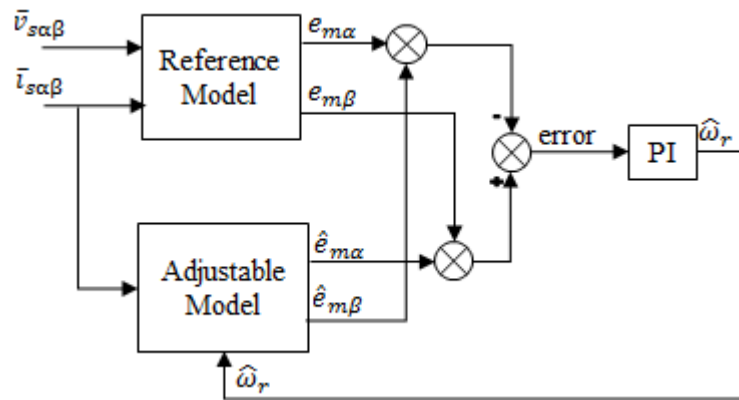 v̄sαβ
īsαβ
Reference
Model
emα
emβ
-
+
error
PI
ω̂r
Adjustable
Model
êmα
êmβ
ω̂r